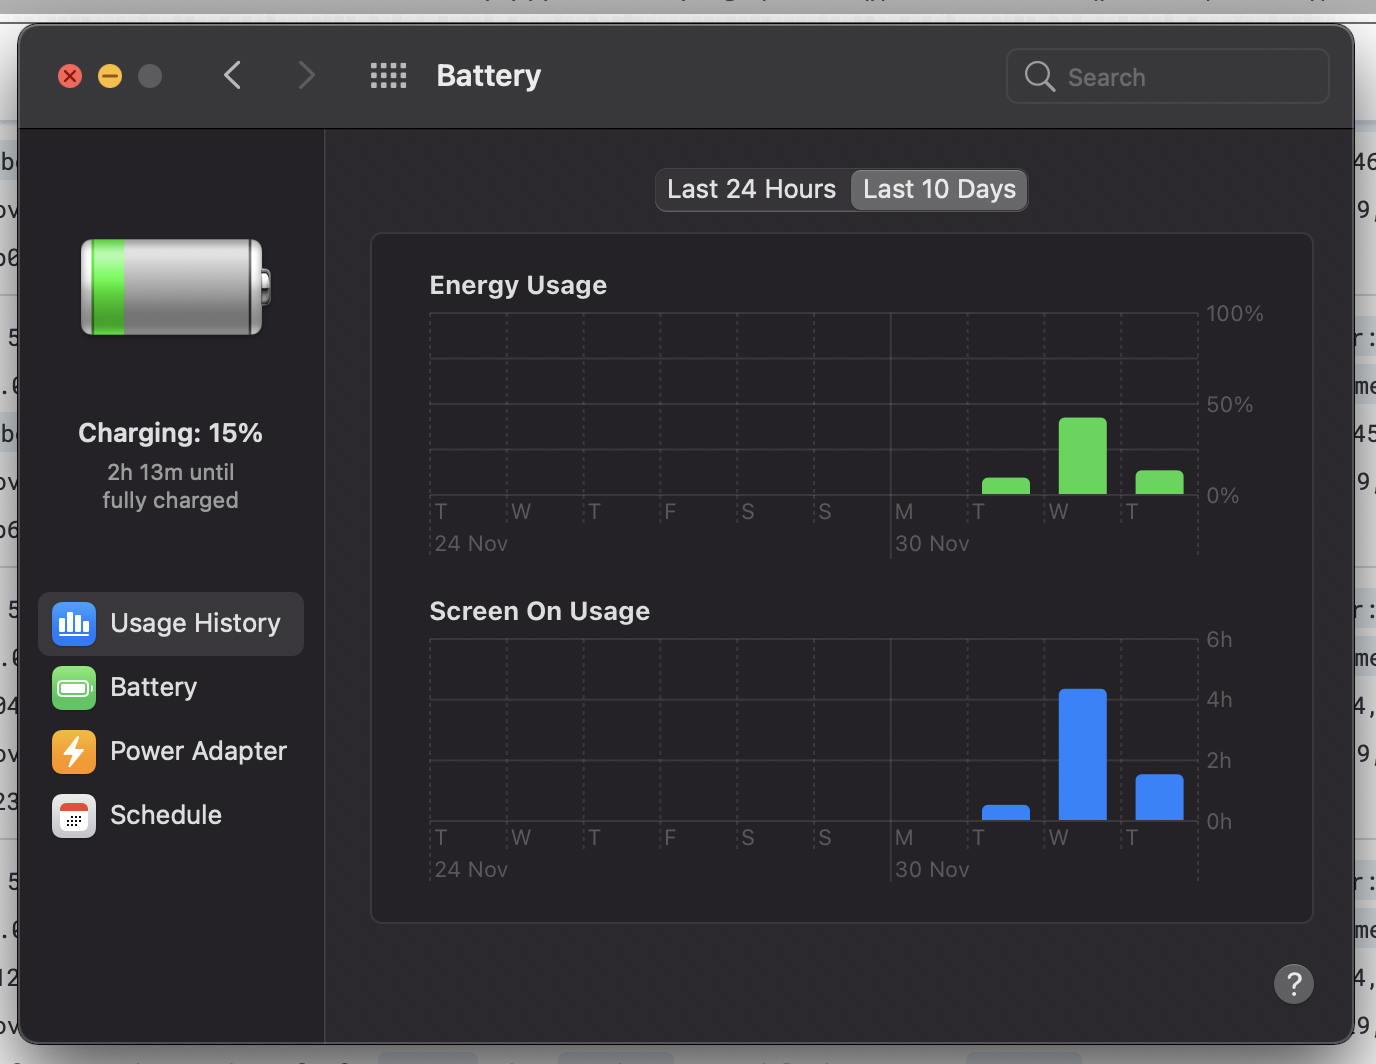 Battery
Search
Last 24 Hours
Last 10 Days
Charging: 15%
2h 13m until
fully charged
Usage History
Battery
Power Adapter
Schedule
Energy Usage
100%
50%
0%
T W T F S S M T W T
24 Nov 30 Nov
Screen On Usage
6h
4h
2h
0h
T W T F S S M T W T
24 Nov 30 Nov
?